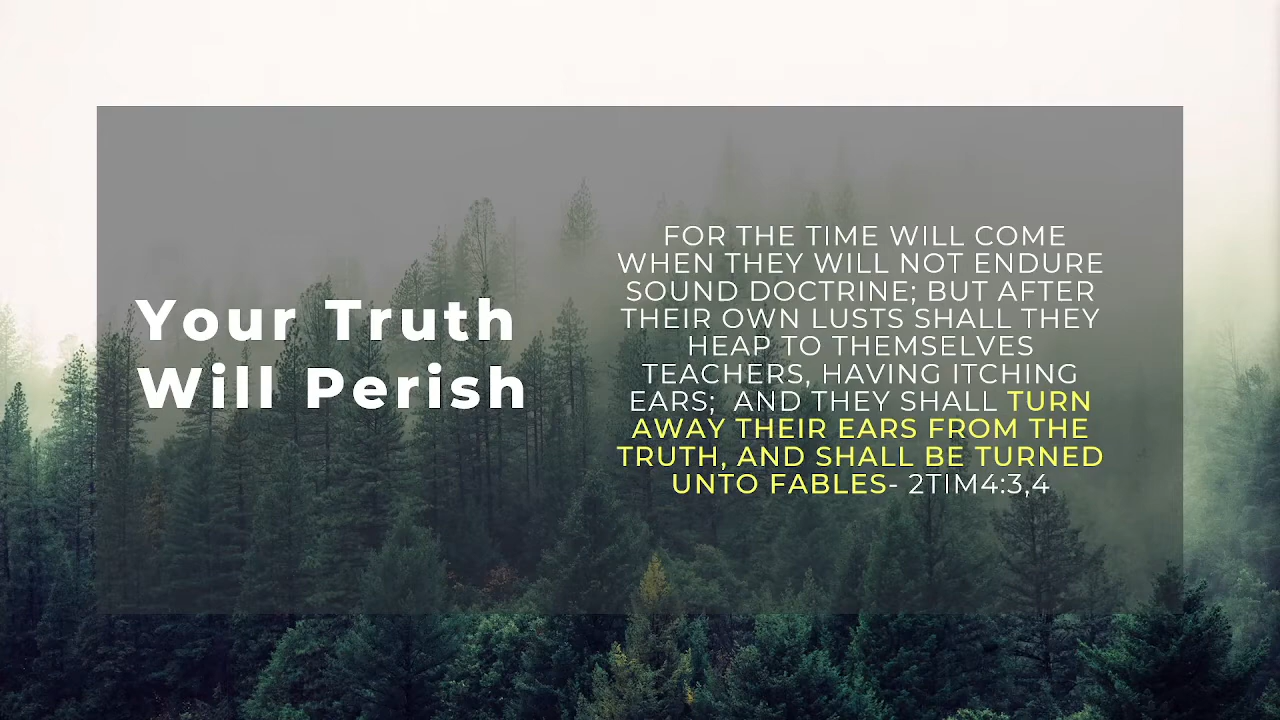 Your Truth
Will Perish
FOR THE TIME WILL COME
WHEN THEY WILL NOT ENDURE
SOUND DOCTRINE; BUT AFTER
THEIR OWN LUSTS SHALL THEY
HEAP TO THEMSELVES
TEACHERS, HAVING ITCHING
EARS;  AND THEY SHALL TURN
AWAY THEIR EARS FROM THE
TRUTH, AND SHALL BE TURNED
UNTO FABLES- 2TIM4:3,4